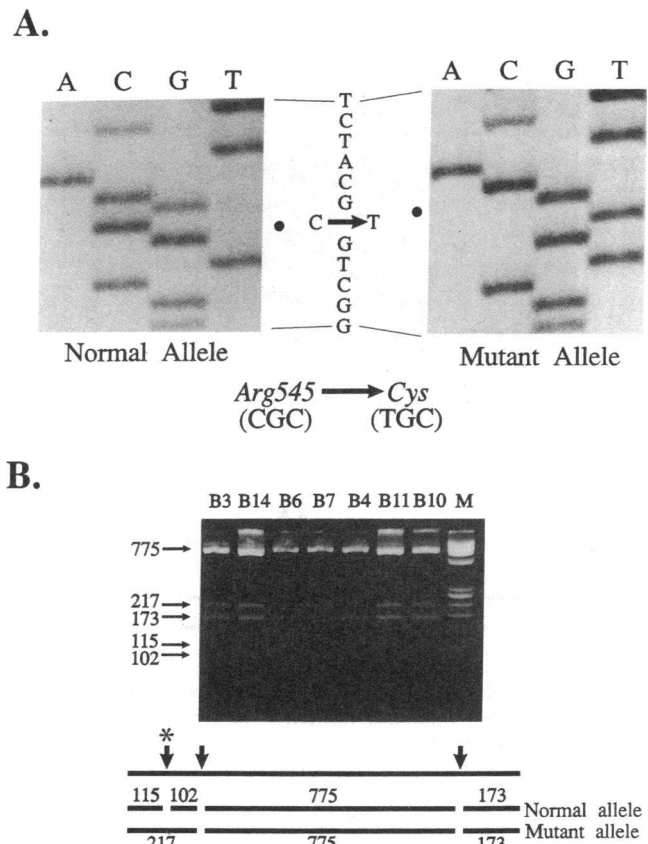 A.
A C G T
A C G T
T
C
T
A
C
G
C → T
G
T
C
G
G
Normal Allele
Mutant Allele
Arg545 → Cys
(CGC) (TGC)
B.
B3 B14 B6 B7 B4 B11 B10 M
775
217
173
115
102
*
115 102 775 173
Normal allele
217 775 173
Mutant allele